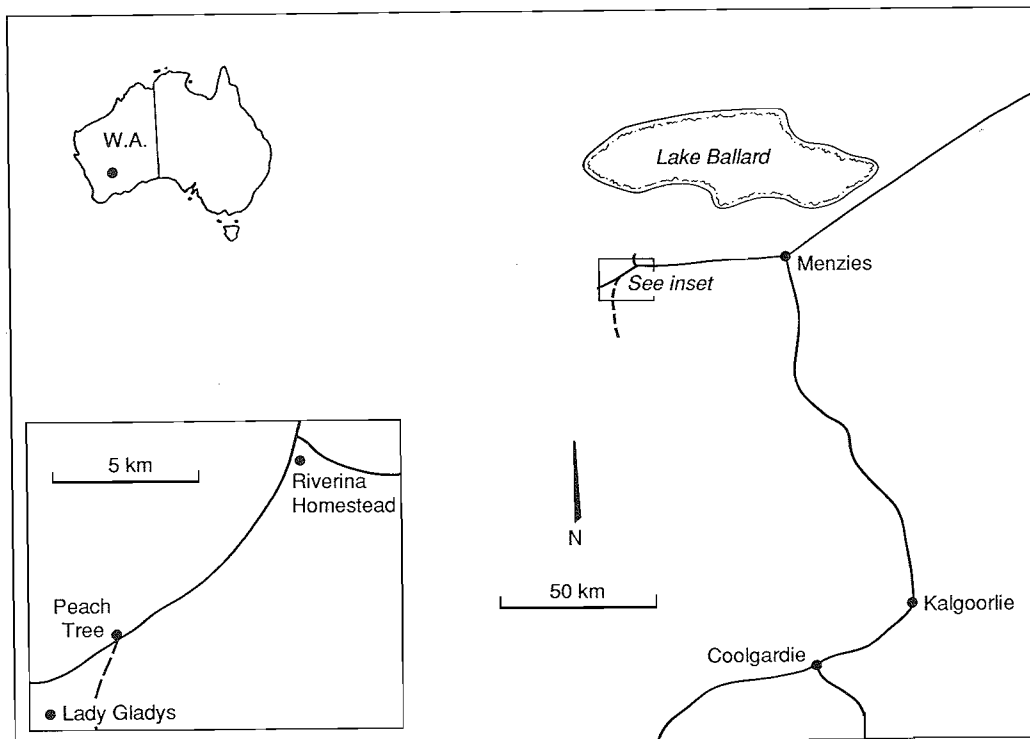 W.A.
Lake Ballard
Menzies
See inset
5 km
Riverina
Homestead
N
50 km
Peach
Tree
Kalgoorlie
Coolgardie
Lady Gladys